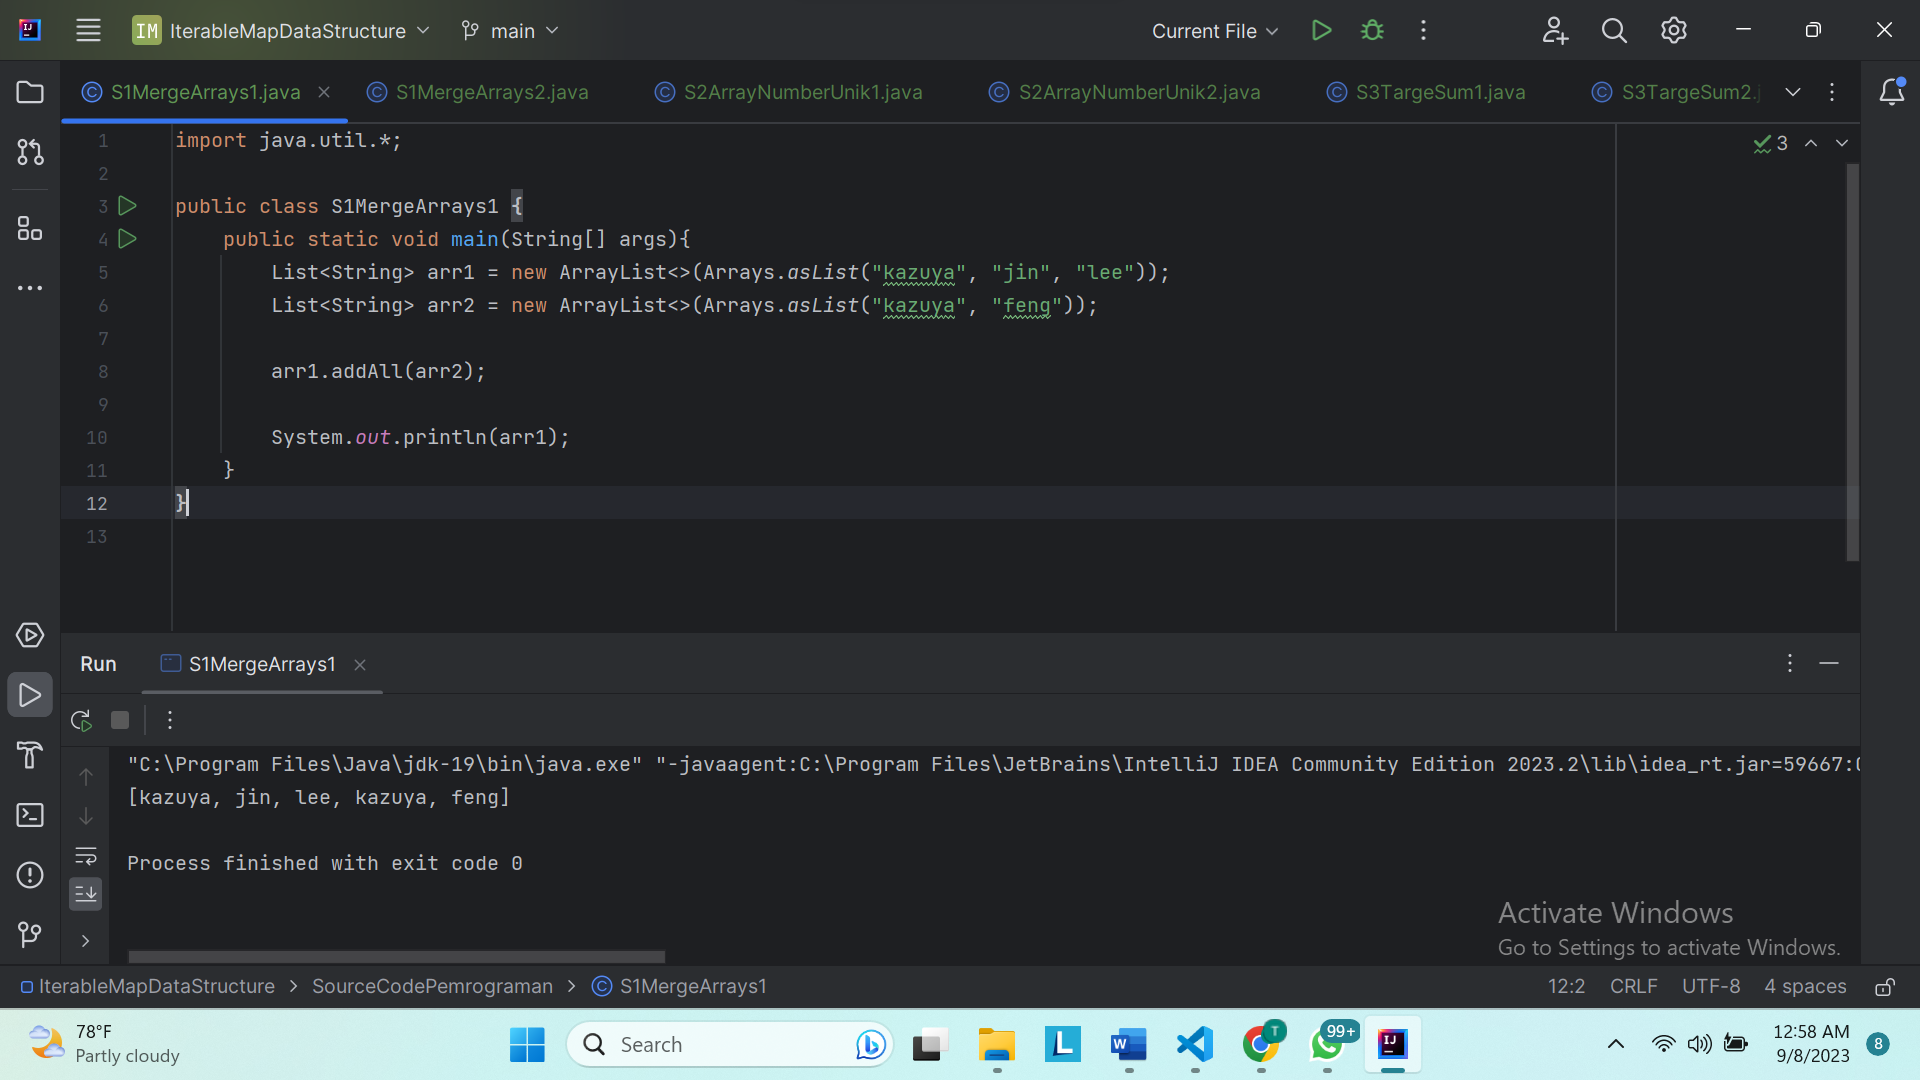 IM IterableMapDataStructure main Current File
S1MergeArrays1.java S1MergeArrays2.java S2ArrayNumberUnik1.java S2ArrayNumberUnik2.java S3TargeSum1.java S3TargeSum2.j
1 import java.util.*;
3
2
3 public class S1MergeArrays1 {
4 public static void main(String[] args){
5 List<String> arr1 = new ArrayList<>(Arrays.asList("kazuya", "jin", "lee"));
6 List<String> arr2 = new ArrayList<>(Arrays.asList("kazuya", "feng"));
7
8 arr1.addAll(arr2);
9
10 System.out.println(arr1);
11 }
12 }
13
Run S1MergeArrays1
"C:\Program Files\Java\jdk-19\bin\java.exe" "-javaagent:C:\Program Files\JetBrains\IntelliJ IDEA Community Edition 2023.2\lib\idea_rt.jar=59667:
[kazuya, jin, lee, kazuya, feng]
Process finished with exit code 0
Activate Windows
Go to Settings to activate Windows.
IterableMapDataStructure > SourceCodePemrograman > S1MergeArrays1 12:2 CRLF UTF-8 4 spaces
78°F
Partly cloudy
Search
T
99+
12:58 AM
9/8/2023
8